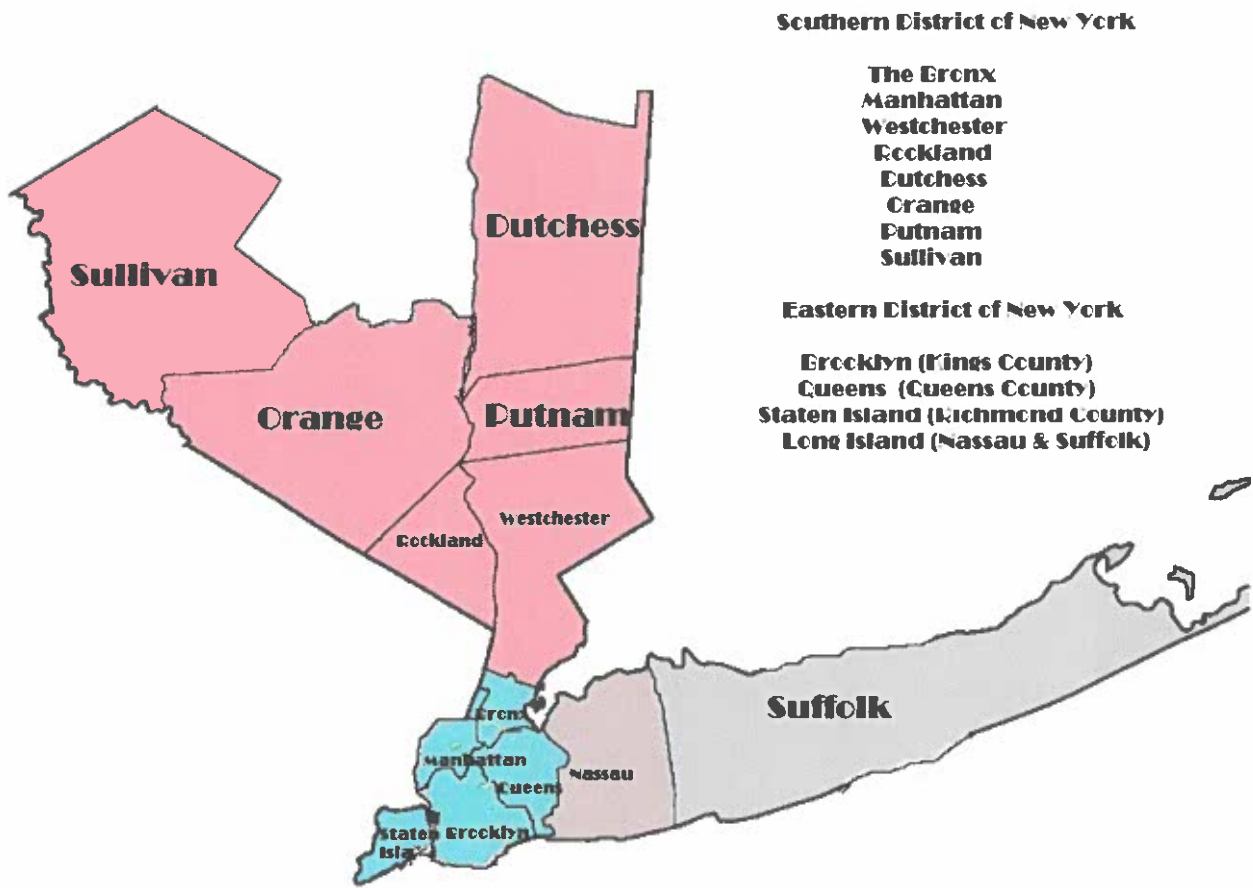 Southern District of New York
The Bronx
Manhattan
Westchester
Rockland
Dutchess
Orange
Putnam
Sullivan
Eastern District of New York
Brooklyn (Kings County)
Queens (Queens County)
Staten Island (Richmond County)
Long Island (Nassau & Suffolk)
Dutchess
Sullivan
Orange
Putnam
Westchester
Rockland
Suffolk
Bronx
Manhattan
Nassau
Queens
Staten
Isla
Brooklyn